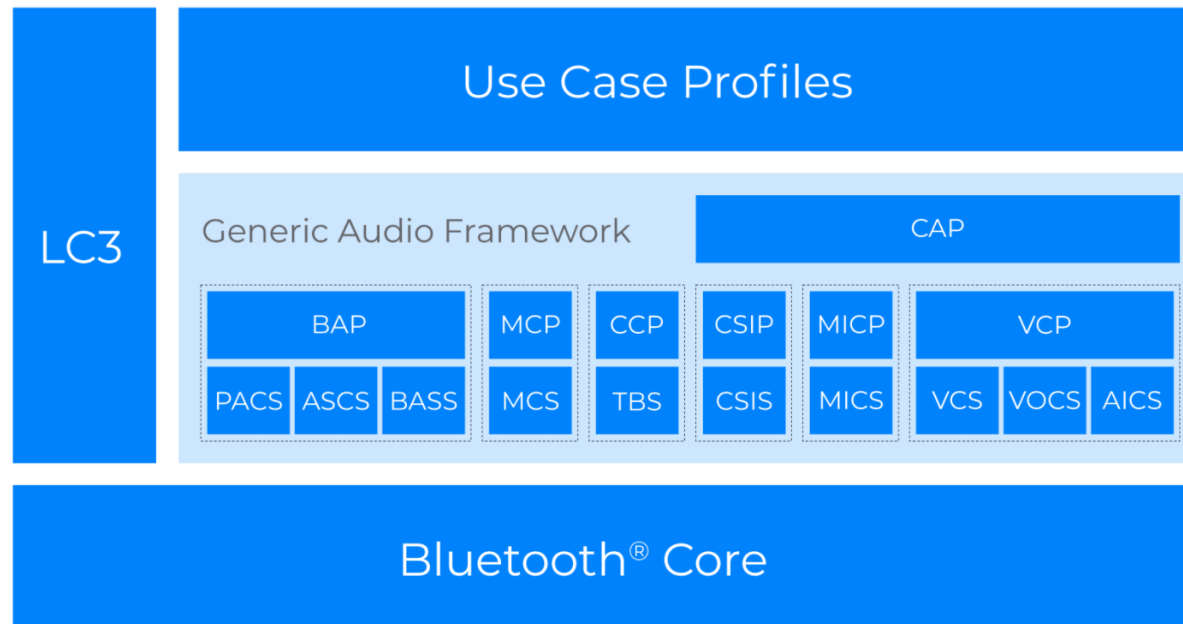 Use Case Profiles
LC3
Generic Audio Framework
CAP
BAP MCP CCP CSIP MICP VCP
PACS ASCS BASS MCS TBS CSIS MICS VCS VOCS AICS
Bluetooth® Core